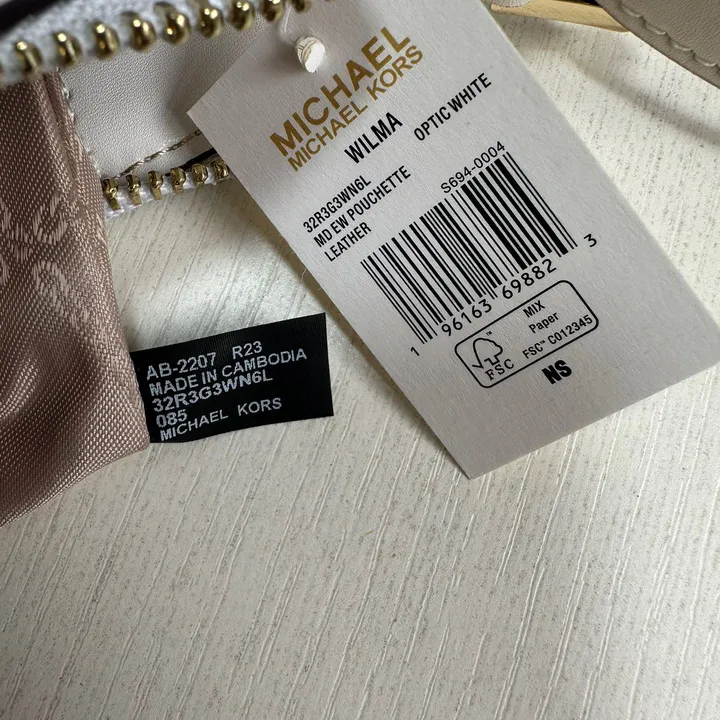 MICHAEL
MICHAEL KORS
WILMA
OPTIC WHITE
32R3G3WN6L
MD EW POUCHETTE
LEATHER
S694-0004
1 96163 69882 3
FSC
MIX
Paper
FSC™ C012345
NS
AB-2207 R23
MADE IN CAMBODIA
32R3G3WN6L
085
MICHAEL KORS